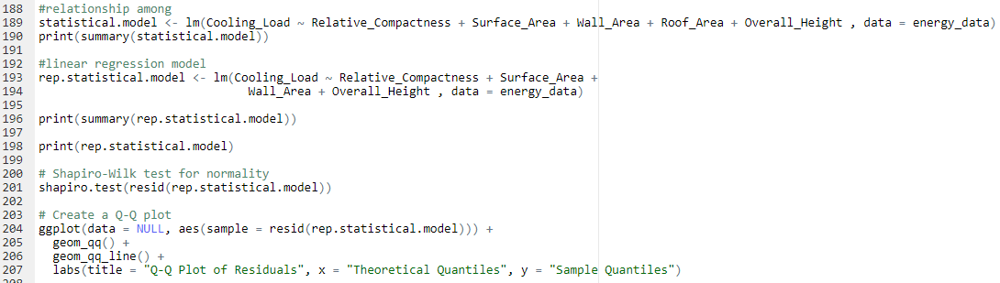 188 #relationship among
189 statistical.model <- lm(Cooling_Load ~ Relative_Compactness + Surface_Area + Wall_Area + Roof_Area + Overall_Height , data = energy_data)
190 print(summary(statistical.model))
191
192 #linear regression model
193 rep.statistical.model <- lm(Cooling_Load ~ Relative_Compactness + Surface_Area +
194                               Wall_Area + Overall_Height , data = energy_data)
195
196 print(summary(rep.statistical.model))
197
198 print(rep.statistical.model)
199
200 # Shapiro-Wilk test for normality
201 shapiro.test(resid(rep.statistical.model))
202
203 # Create a Q-Q plot
204 ggplot(data = NULL, aes(sample = resid(rep.statistical.model))) +
205   geom_qq() +
206   geom_qq_line() +
207   labs(title = "Q-Q Plot of Residuals", x = "Theoretical Quantiles", y = "Sample Quantiles")